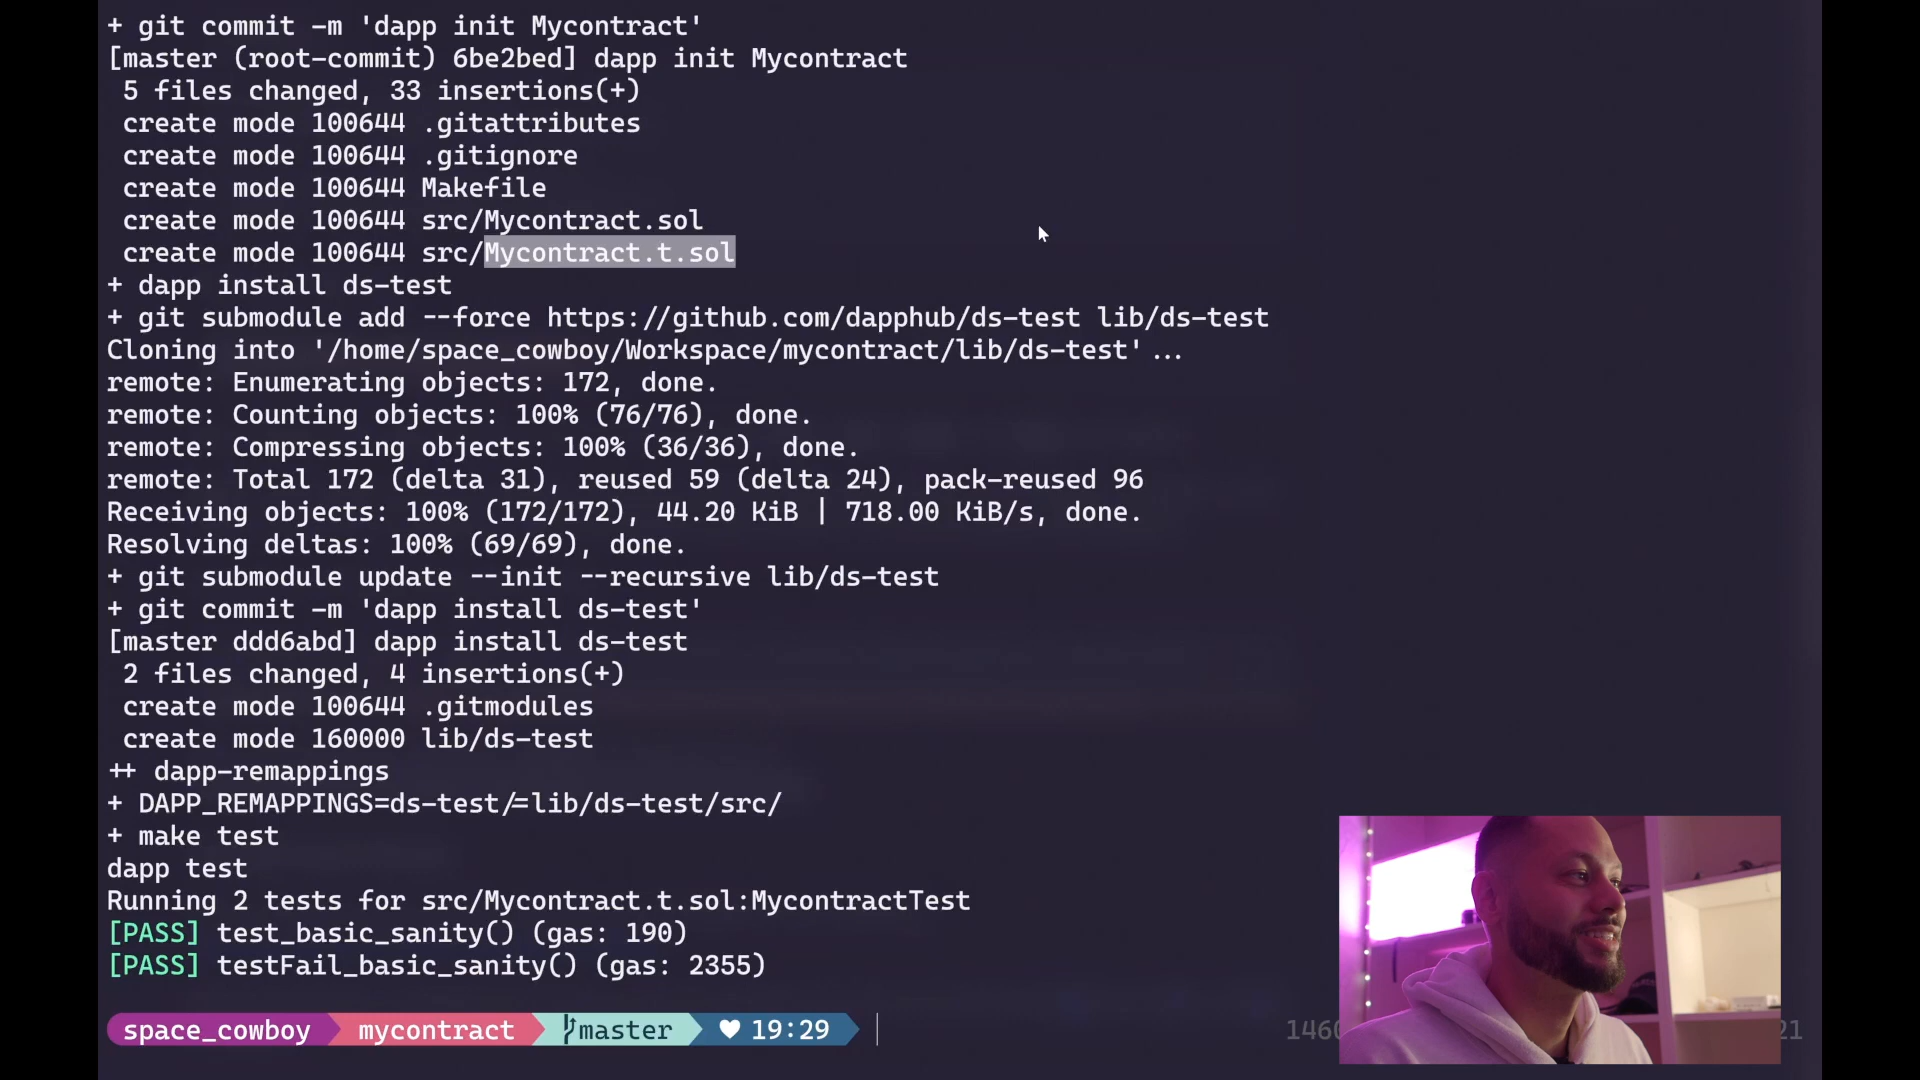 + git commit -m 'dapp init Mycontract'
[master (root-commit) 6be2bed] dapp init Mycontract
 5 files changed, 33 insertions(+)
 create mode 100644 .gitattributes
 create mode 100644 .gitignore
 create mode 100644 Makefile
 create mode 100644 src/Mycontract.sol
 create mode 100644 src/Mycontract.t.sol
+ dapp install ds-test
+ git submodule add --force https://github.com/dapphub/ds-test lib/ds-test
Cloning into '/home/space_cowboy/Workspace/mycontract/lib/ds-test'...
remote: Enumerating objects: 172, done.
remote: Counting objects: 100% (76/76), done.
remote: Compressing objects: 100% (36/36), done.
remote: Total 172 (delta 31), reused 59 (delta 24), pack-reused 96
Receiving objects: 100% (172/172), 44.20 KiB | 718.00 KiB/s, done.
Resolving deltas: 100% (69/69), done.
+ git submodule update --init --recursive lib/ds-test
+ git commit -m 'dapp install ds-test'
[master ddd6abd] dapp install ds-test
 2 files changed, 4 insertions(+)
 create mode 100644 .gitmodules
 create mode 160000 lib/ds-test
++ dapp-remappings
+ DAPP_REMAPPINGS=ds-test/=lib/ds-test/src/
+ make test
dapp test
Running 2 tests for src/Mycontract.t.sol:MycontractTest
[PASS] test_basic_sanity() (gas: 190)
[PASS] testFail_basic_sanity() (gas: 2355)
space_cowboy mycontract master ♥ 19:29